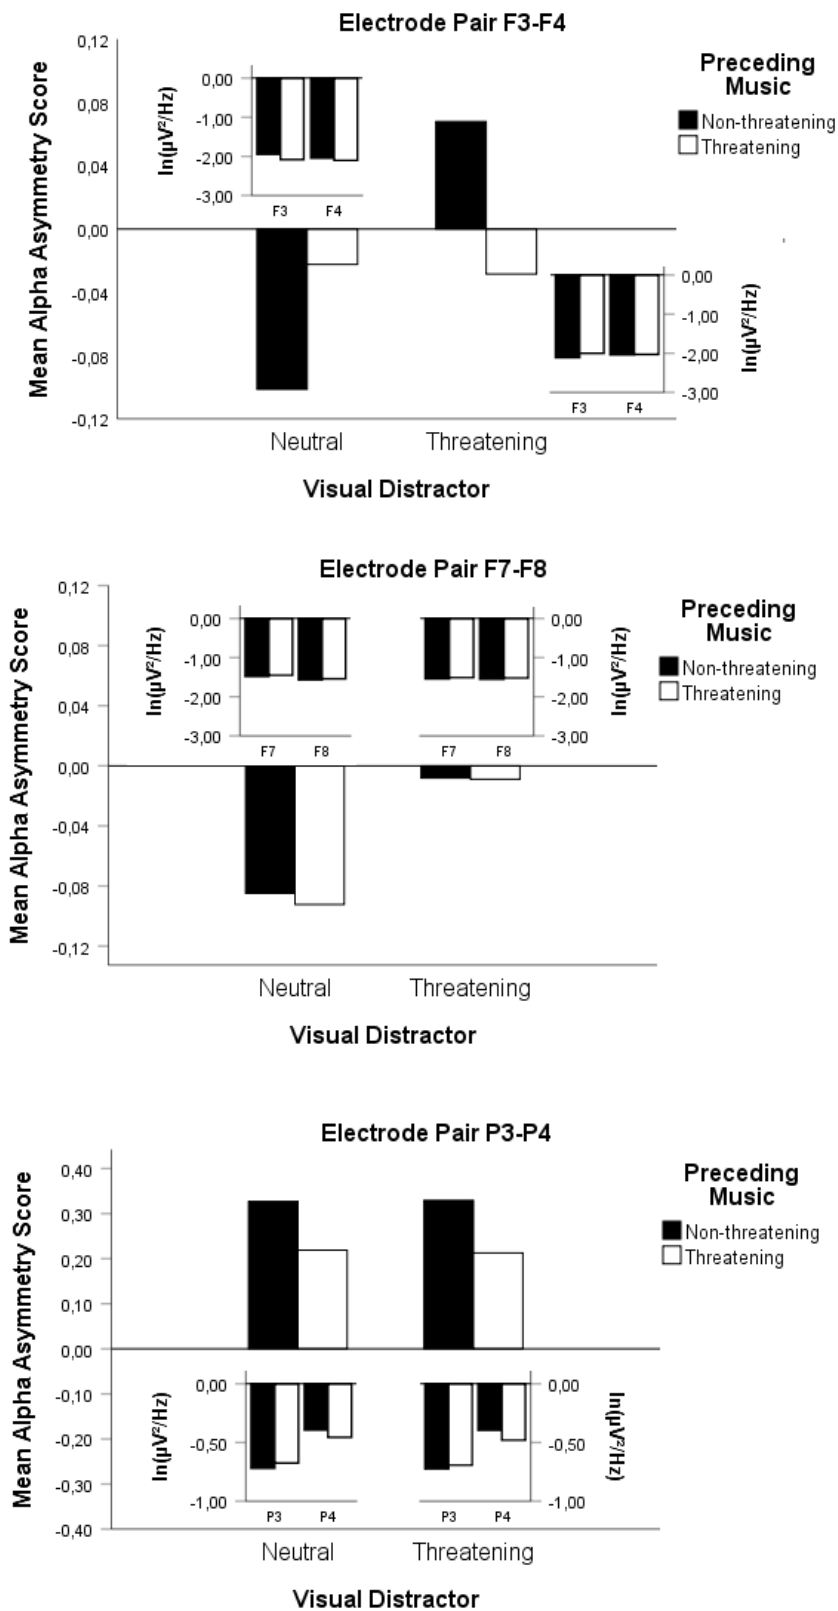 Electrode Pair F3-F4
Mean Alpha Asymmetry Score
0,12
0,08
0,04
0,00
-0,04
-0,08
-0,12
ln(µV²/Hz)
0,00
-1,00
-2,00
-3,00
F3 F4
Preceding
Music
Non-threatening
Threatening
0,00
-1,00
-2,00
-3,00
ln(µV²/Hz)
F3 F4
Neutral Threatening
Visual Distractor
Electrode Pair F7-F8
Mean Alpha Asymmetry Score
0,12
0,08
0,04
0,00
-0,04
-0,08
-0,12
ln(µV²/Hz)
0,00
-1,00
-2,00
-3,00
F7 F8
0,00
-1,00
-2,00
-3,00
ln(µV²/Hz)
F7 F8
Preceding
Music
Non-threatening
Threatening
Neutral Threatening
Visual Distractor
Electrode Pair P3-P4
Mean Alpha Asymmetry Score
0,40
0,30
0,20
0,10
0,00
-0,10
-0,20
-0,30
-0,40
Preceding
Music
Non-threatening
Threatening
ln(µV²/Hz)
0,00
-0,50
-1,00
P3 P4
0,00
-0,50
-1,00
ln(µV²/Hz)
P3 P4
Neutral Threatening
Visual Distractor